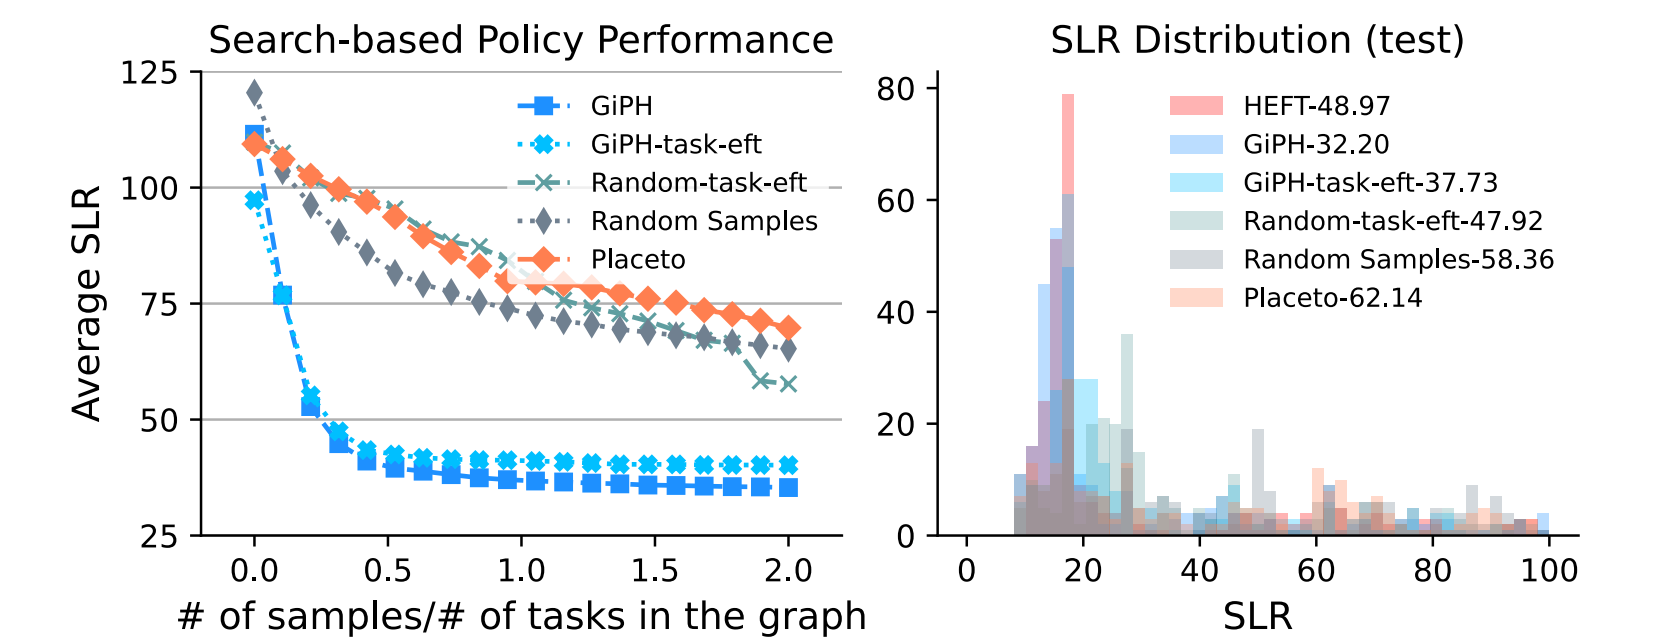 Search-based Policy Performance
125
100
75
50
25
Average SLR
GiPH
GiPH-task-eft
Random-task-eft
Random Samples
Placeto
0.0 0.5 1.0 1.5 2.0
# of samples/# of tasks in the graph
SLR Distribution (test)
80
60
40
20
0
HEFT-48.97
GiPH-32.20
GiPH-task-eft-37.73
Random-task-eft-47.92
Random Samples-58.36
Placeto-62.14
0 20 40 60 80 100
SLR